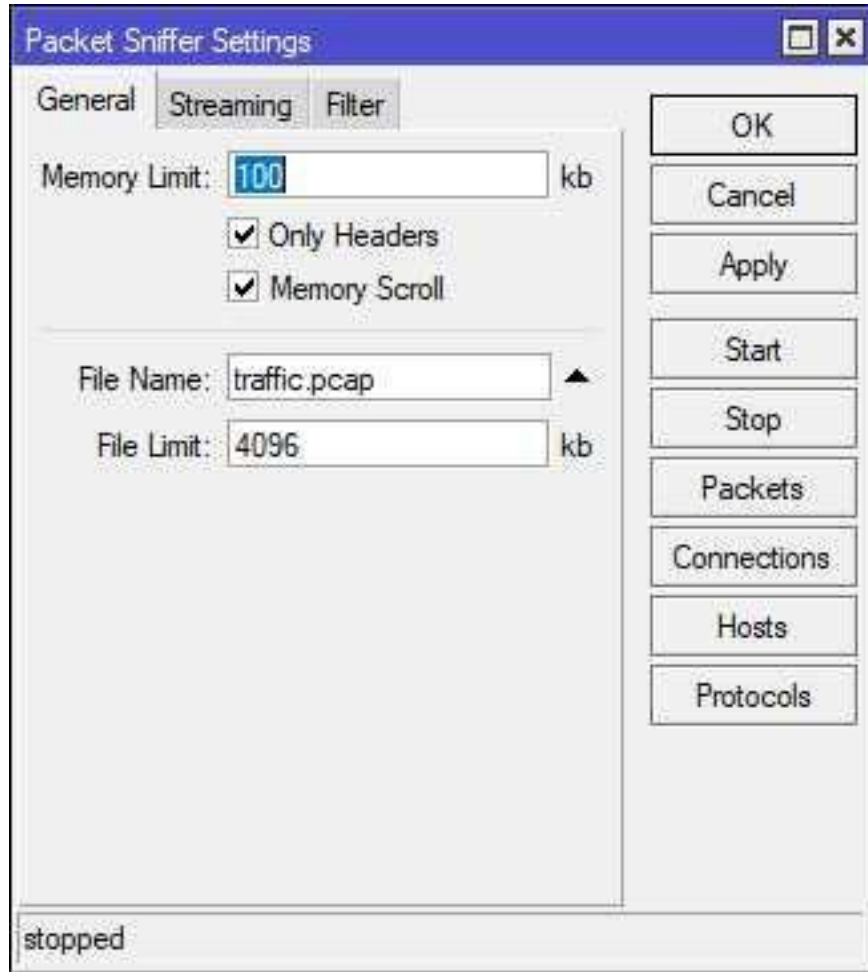 Packet Sniffer Settings
General Streaming Filter
Memory Limit: 100 kb
Only Headers
Memory Scroll
File Name: traffic.pcap
File Limit: 4096 kb
OK
Cancel
Apply
Start
Stop
Packets
Connections
Hosts
Protocols
stopped